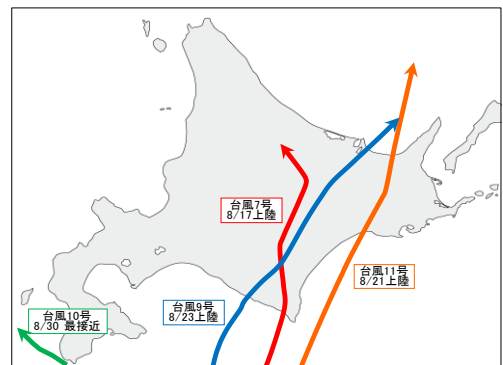 台風7号
8/17上陸
台風11号
8/21上陸
台風9号
8/23上陸
台風10号
8/30 最接近